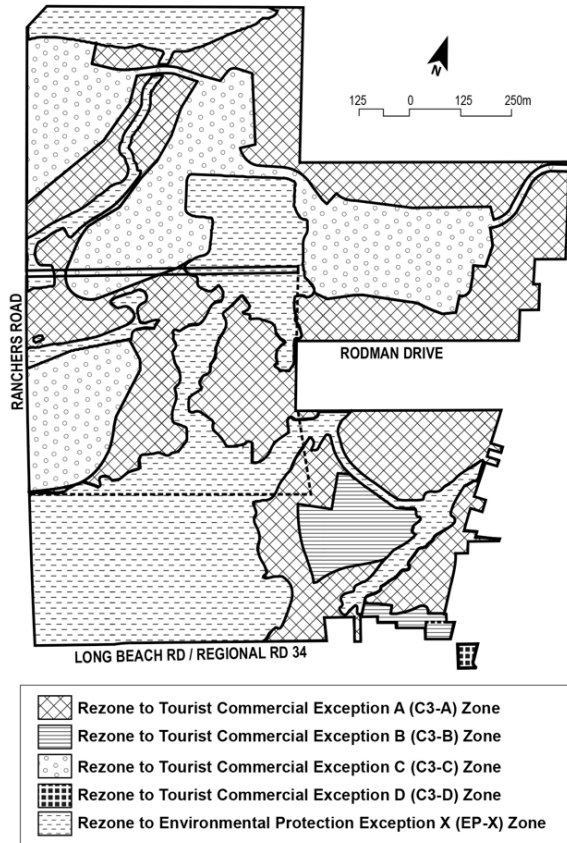 N
125 0 125 250m
RANCHERS ROAD
RODMAN DRIVE
LONG BEACH RD / REGIONAL RD 34
Rezone to Tourist Commercial Exception A (C3-A) Zone
Rezone to Tourist Commercial Exception B (C3-B) Zone
Rezone to Tourist Commercial Exception C (C3-C) Zone
Rezone to Tourist Commercial Exception D (C3-D) Zone
Rezone to Environmental Protection Exception X (EP-X) Zone